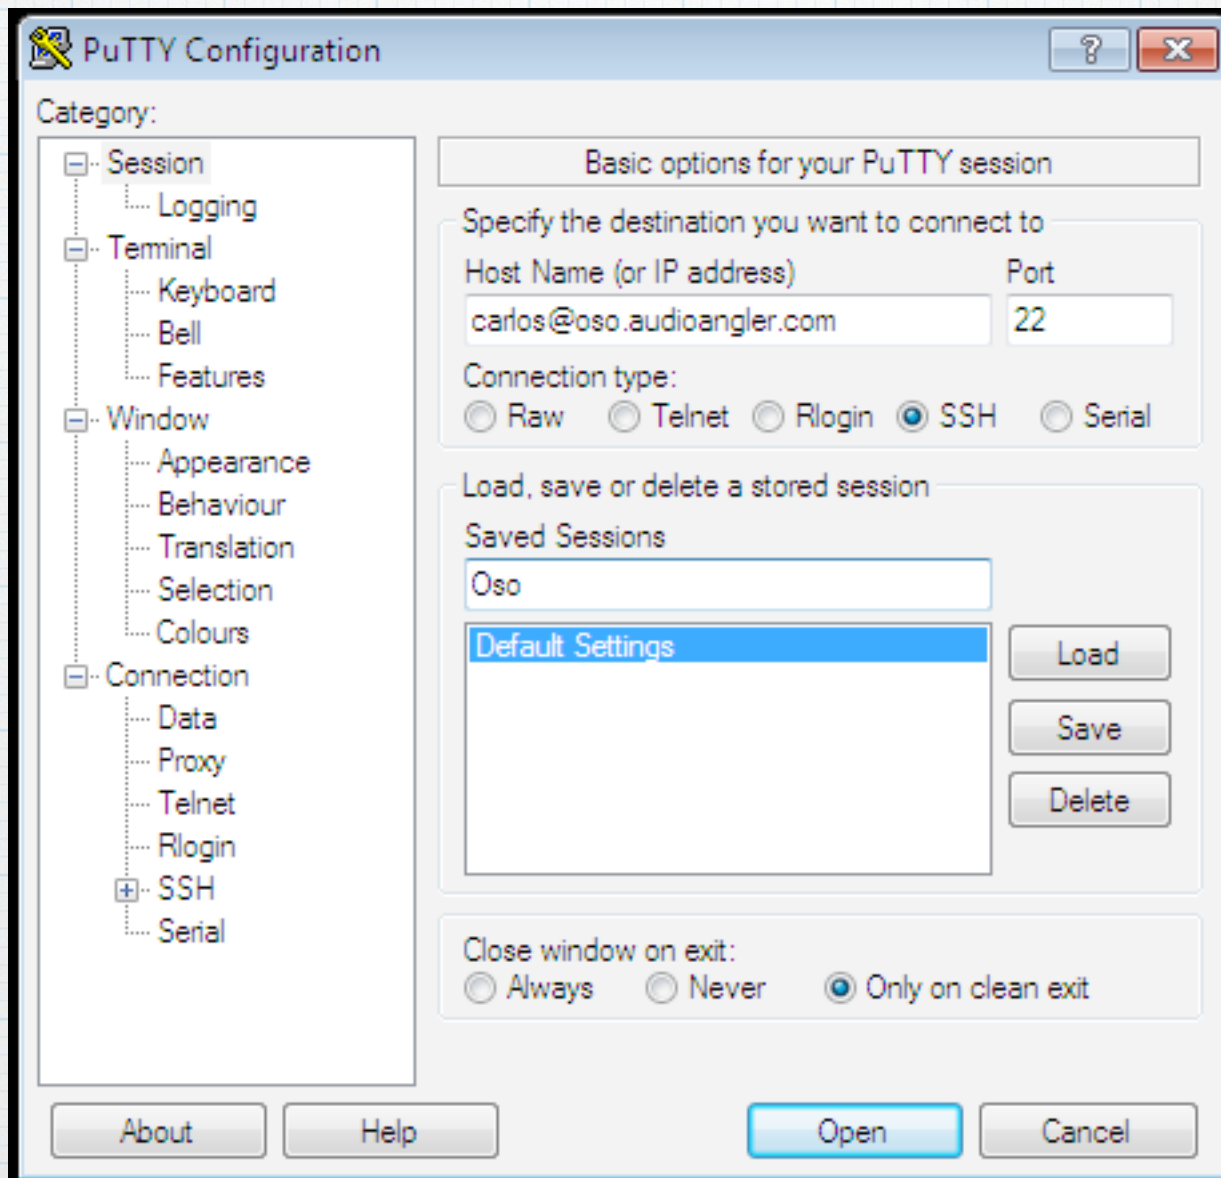 PuTTY Configuration
Category:
Session
Logging
Terminal
Keyboard
Bell
Features
Window
Appearance
Behaviour
Translation
Selection
Colours
Connection
Data
Proxy
Telnet
Rlogin
SSH
Serial
Basic options for your PuTTY session
Specify the destination you want to connect to
Host Name (or IP address) Port
carlos@oso.audioangler.com 22
Connection type:
Raw Telnet Rlogin SSH Serial
Load, save or delete a stored session
Saved Sessions
Oso
Default Settings
Load
Save
Delete
Close window on exit:
Always Never Only on clean exit
About Help Open Cancel